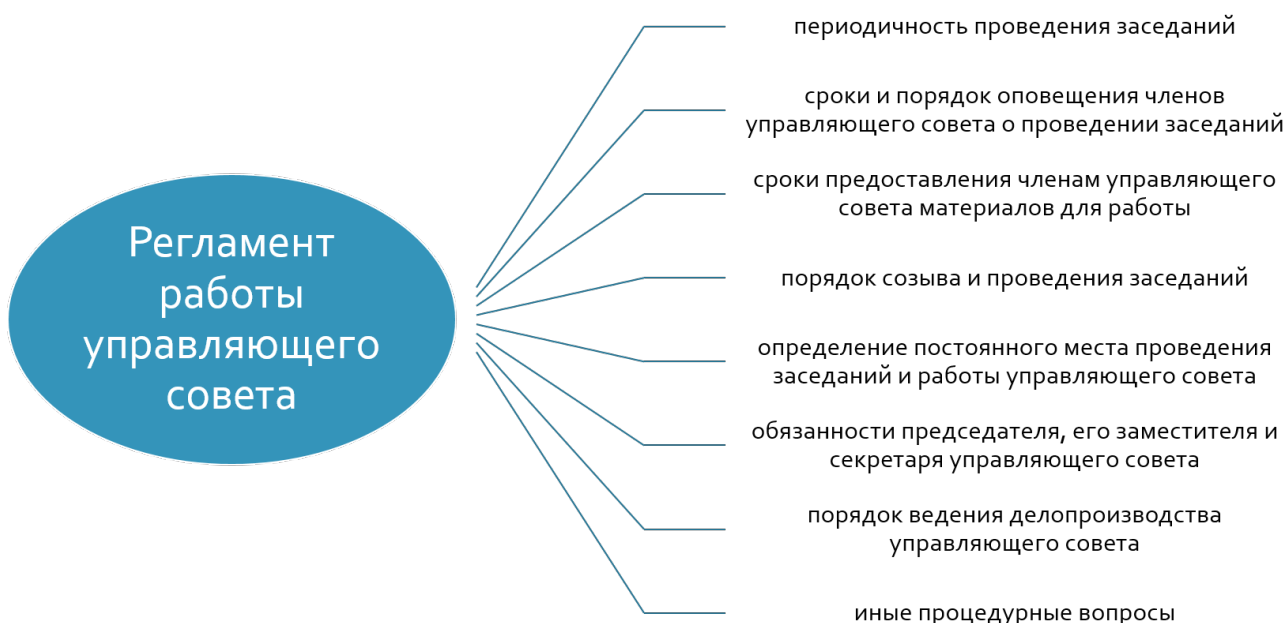 Регламент
работы
управляющего
совета
периодичность проведения заседаний
сроки и порядок оповещения членов
управляющего совета о проведении заседаний
сроки предоставления членам управляющего
совета материалов для работы
порядок созыва и проведения заседаний
определение постоянного места проведения
заседаний и работы управляющего совета
обязанности председателя, его заместителя и
секретаря управляющего совета
порядок ведения делопроизводства
управляющего совета
иные процедурные вопросы